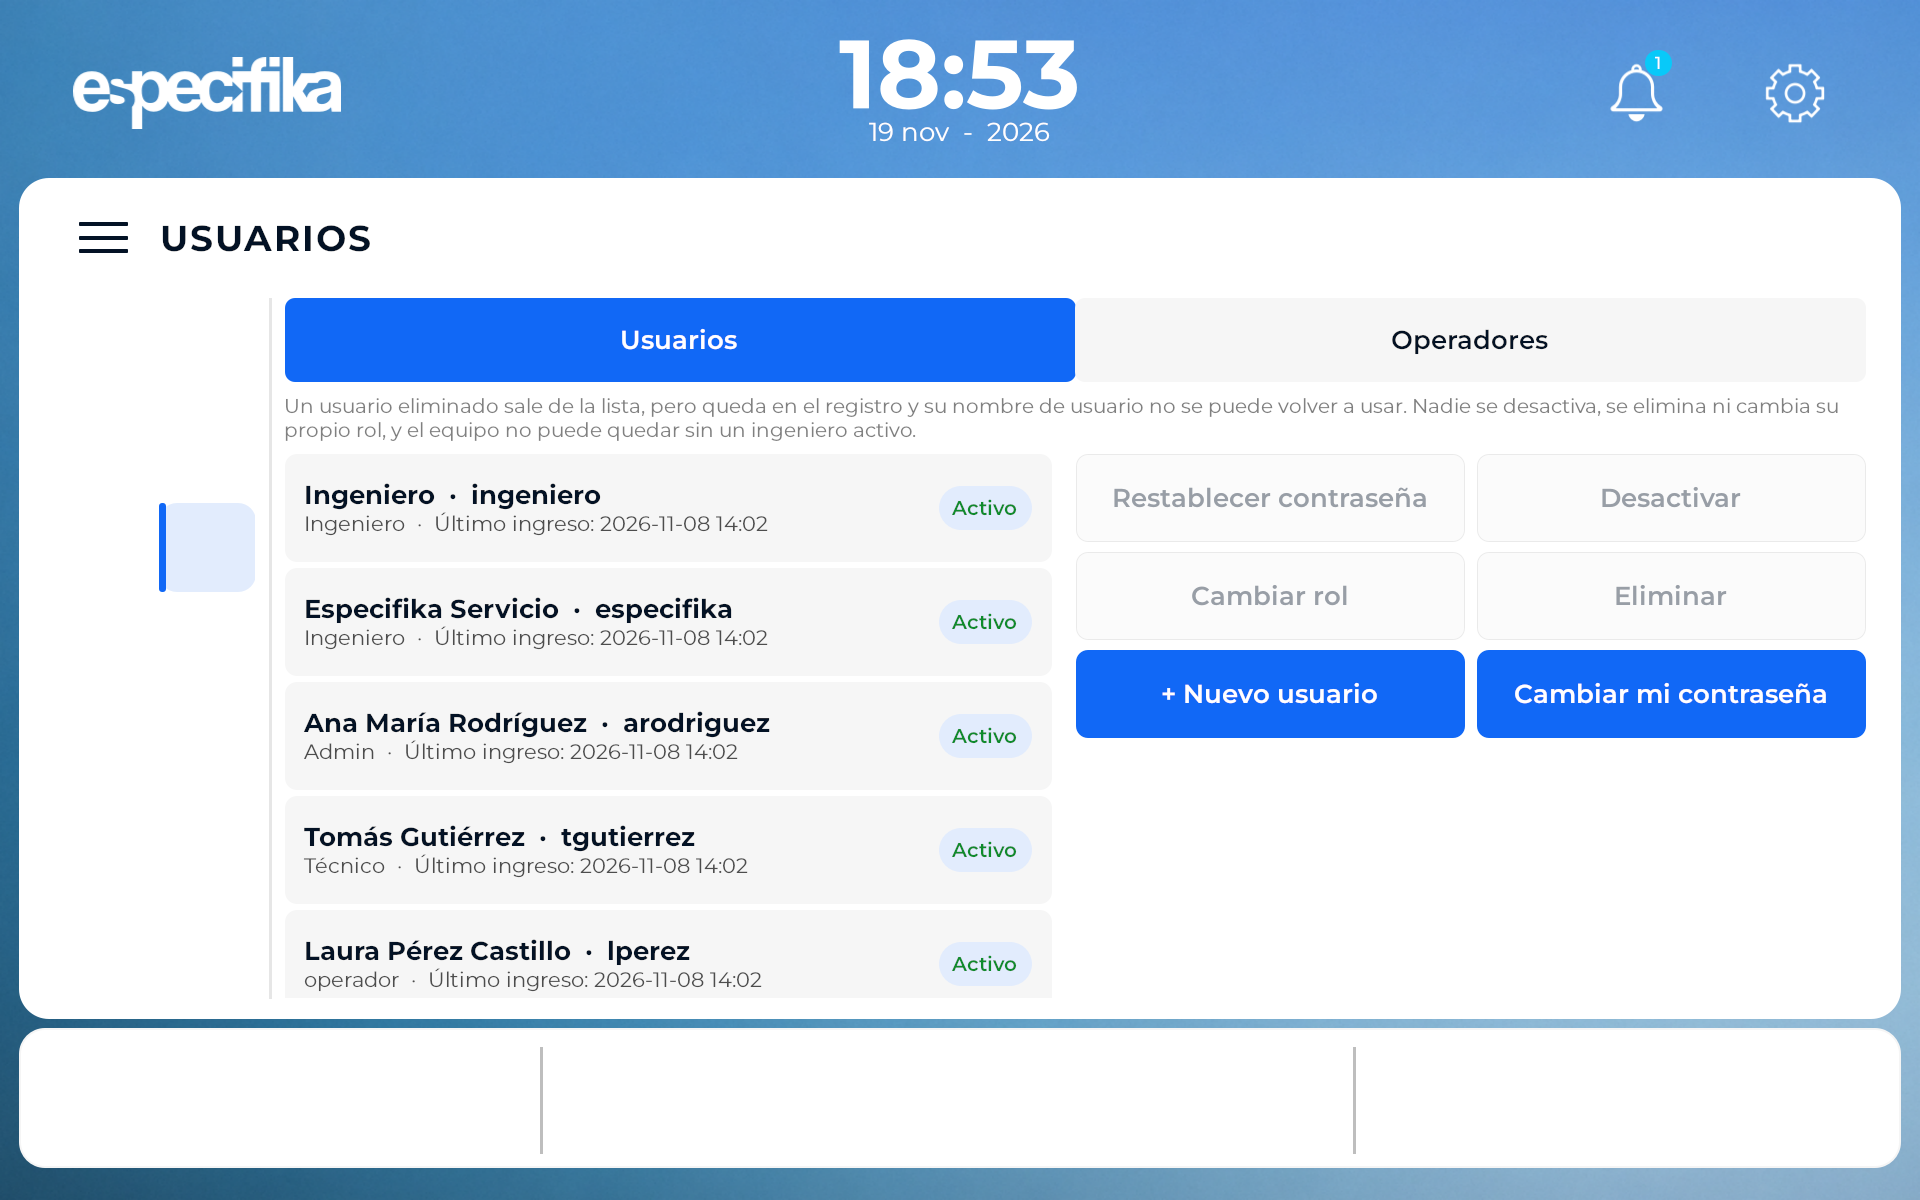 especifika
18:53
19 nov - 2026
1
USUARIOS
Usuarios
Operadores
Un usuario eliminado sale de la lista, pero queda en el registro y su nombre de usuario no se puede volver a usar. Nadie se desactiva, se elimina ni cambia su
propio rol, y el equipo no puede quedar sin un ingeniero activo.
Ingeniero · ingeniero
Ingeniero · Último ingreso: 2026-11-08 14:02
Activo
Especifika Servicio · especifika
Ingeniero · Último ingreso: 2026-11-08 14:02
Activo
Ana María Rodríguez · arodriguez
Admin · Último ingreso: 2026-11-08 14:02
Activo
Tomás Gutiérrez · tgutierrez
Técnico · Último ingreso: 2026-11-08 14:02
Activo
Laura Pérez Castillo · lperez
operador · Último ingreso: 2026-11-08 14:02
Activo
Restablecer contraseña
Desactivar
Cambiar rol
Eliminar
+ Nuevo usuario
Cambiar mi contraseña